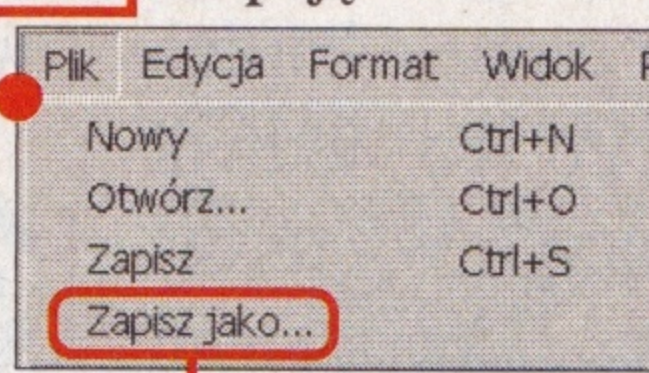 Plik Edycja Format Widok
Nowy Ctrl+N
Otwórz... Ctrl+O
Zapisz Ctrl+S
Zapisz jako...